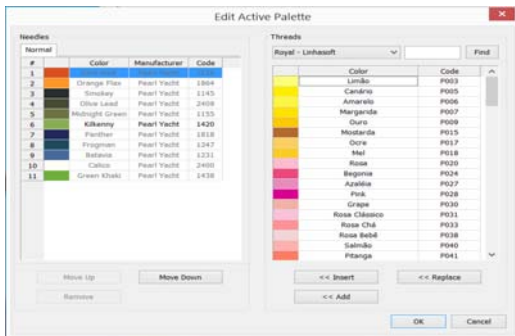 Edit Active Palette
Needles
Normal
# Color Manufacturer Code
1
2 Orange Flax Pearl Yacht 1964
3 Smokey Pearl Yacht 1145
4 Olive Lead Pearl Yacht 2409
5 Midnight Green Pearl Yacht 1155
6 Kilkenny Pearl Yacht 1420
7 Panther Pearl Yacht 1818
8 Frogman Pearl Yacht 1247
9 Batavia Pearl Yacht 1231
10 Calico Pearl Yacht 2400
11 Green Khaki Pearl Yacht 1438
Move Up Move Down
Remove
Threads
Royal - Linhasoft Find
Color Code
Limão P003
Canário P005
Amarelo P006
Margarida P007
Ouro P009
Mostarda P015
Ocre P017
Mel P018
Rosa P020
Begonia P024
Azaléia P027
Pink P028
Grape P030
Rosa Clássico P031
Rosa Chá P033
Rosa Bebê P038
Salmão P040
Pitanga P041
<< Insert << Replace
<< Add
OK Cancel